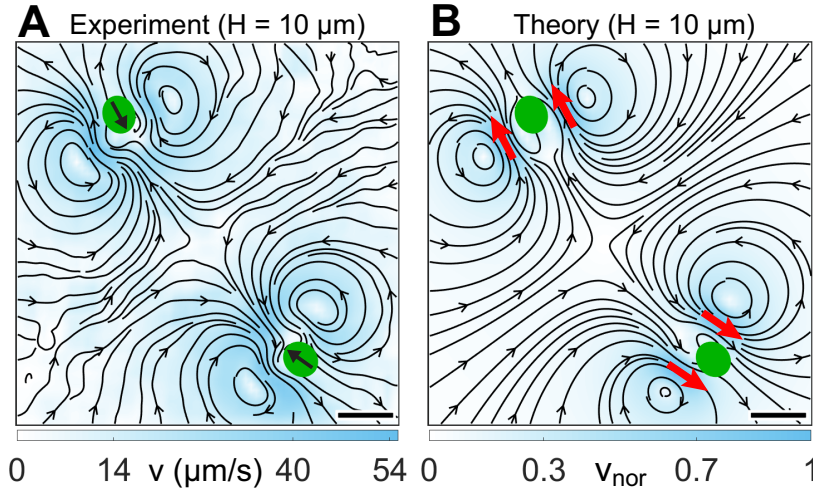 A Experiment (H = 10 µm)
B Theory (H = 10 µm)
0 14 v (µm/s) 40 54
0 0.3 vnor 0.7 1